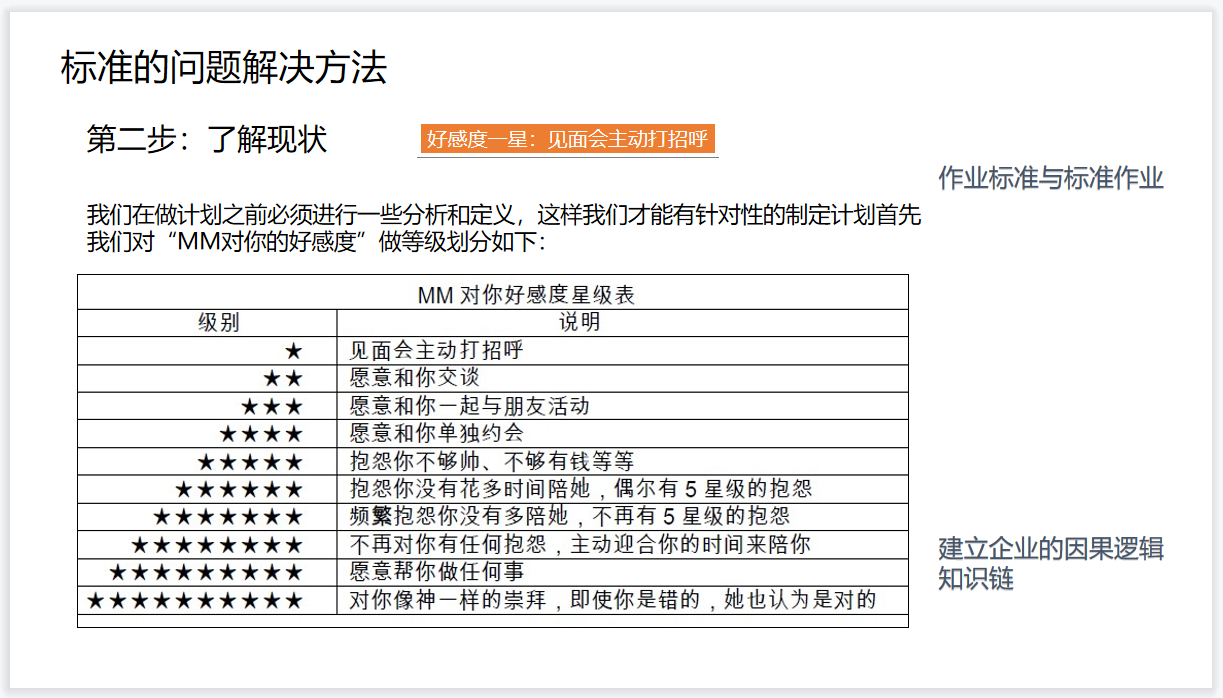 标准的问题解决方法
第二步：了解现状
好感度一星：见面会主动打招呼
作业标准与标准作业
我们在做计划之前必须进行一些分析和定义，这样我们才能有针对性的制定计划首先
我们对“MM对你的好感度”做等级划分如下：
MM 对你好感度星级表
级别 说明
★ 见面会主动打招呼
★★ 愿意和你交谈
★★★ 愿意和你一起与朋友活动
★★★★ 愿意和你单独约会
★★★★★ 抱怨你不够帅、不够有钱等等
★★★★★★ 抱怨你没有花多时间陪她，偶尔有 5 星级的抱怨
★★★★★★★ 频繁抱怨你没有多陪她，不再有 5 星级的抱怨
★★★★★★★★ 不再对你有任何抱怨，主动迎合你的时间来陪你
★★★★★★★★★ 愿意帮你做任何事
★★★★★★★★★★ 对你像神一样的崇拜，即使你是错的，她也认为是对的
建立企业的因果逻辑
知识链